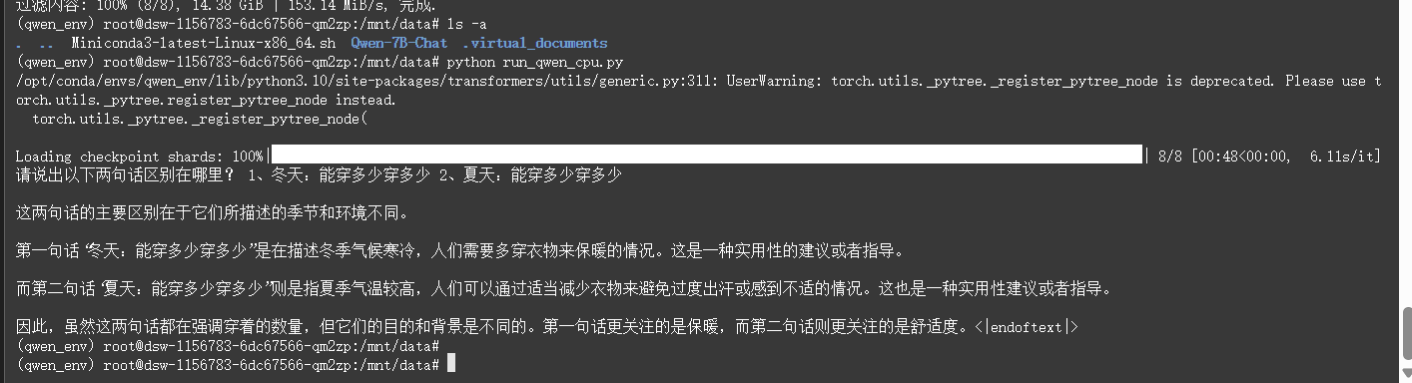 过滤内容: 100% (8/8), 14.38 GiB | 153.14 MiB/s, 完成.
(qwen_env) root@dsw-1156783-6dc67566-qm2zp:/mnt/data# ls -a
.  ..  Miniconda3-latest-Linux-x86_64.sh  Qwen-7B-Chat  .virtual_documents
(qwen_env) root@dsw-1156783-6dc67566-qm2zp:/mnt/data# python run_qwen_cpu.py
/opt/conda/envs/qwen_env/lib/python3.10/site-packages/transformers/utils/generic.py:311: UserWarning: torch.utils._pytree._register_pytree_node is deprecated. Please use t
orch.utils._pytree.register_pytree_node instead.
  torch.utils._pytree._register_pytree_node(
Loading checkpoint shards: 100%| | 8/8 [00:48<00:00,  6.11s/it]
请说出以下两句话区别在哪里？ 1、冬天：能穿多少穿多少 2、夏天：能穿多少穿多少
这两句话的主要区别在于它们所描述的季节和环境不同。
第一句话“冬天：能穿多少穿多少”是在描述冬季气候寒冷，人们需要多穿衣物来保暖的情况。这是一种实用性的建议或者指导。
而第二句话“夏天：能穿多少穿多少”则是指夏季气温较高，人们可以通过适当减少衣物来避免过度出汗或感到不适的情况。这也是一种实用性建议或者指导。
因此，虽然这两句话都在强调穿着的数量，但它们的目的和背景是不同的。第一句话更关注的是保暖，而第二句话则更关注的是舒适度。<|endoftext|>
(qwen_env) root@dsw-1156783-6dc67566-qm2zp:/mnt/data#
(qwen_env) root@dsw-1156783-6dc67566-qm2zp:/mnt/data#